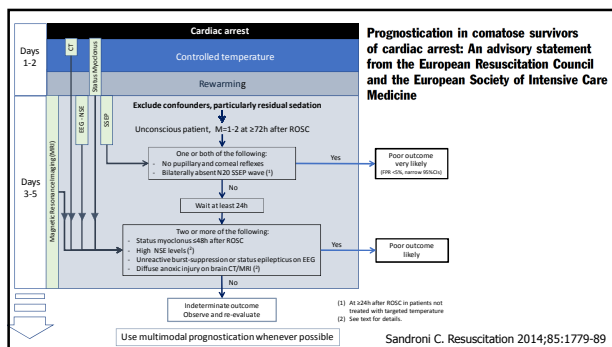 Cardiac arrest
Days
1-2
CT
Status Myoclonus
Controlled temperature
Rewarming
Prognostication in comatose survivors
of cardiac arrest: An advisory statement
from the European Resuscitation Council
and the European Society of Intensive Care
Medicine
Days
3-5
Magnetic Resonance Imaging (MRI)
EEG - NSE
SSEP
Exclude confounders, particularly residual sedation
Unconscious patient, M=1-2 at ≥72h after ROSC
One or both of the following:
- No pupillary and corneal reflexes
- Bilaterally absent N20 SSEP wave (1)
Yes
Poor outcome
very likely
(FPR <5%, narrow 95%CIs)
No
Wait at least 24h
Two or more of the following:
- Status myoclonus ≤48h after ROSC
- High NSE levels (2)
- Unreactive burst-suppression or status epilepticus on EEG
- Diffuse anoxic injury on brain CT/MRI (2)
Yes
Poor outcome
likely
No
Indeterminate outcome
Observe and re-evaluate
(1) At ≥24h after ROSC in patients not
treated with targeted temperature
(2) See text for details.
Use multimodal prognostication whenever possible
Sandroni C. Resuscitation 2014;85:1779-89